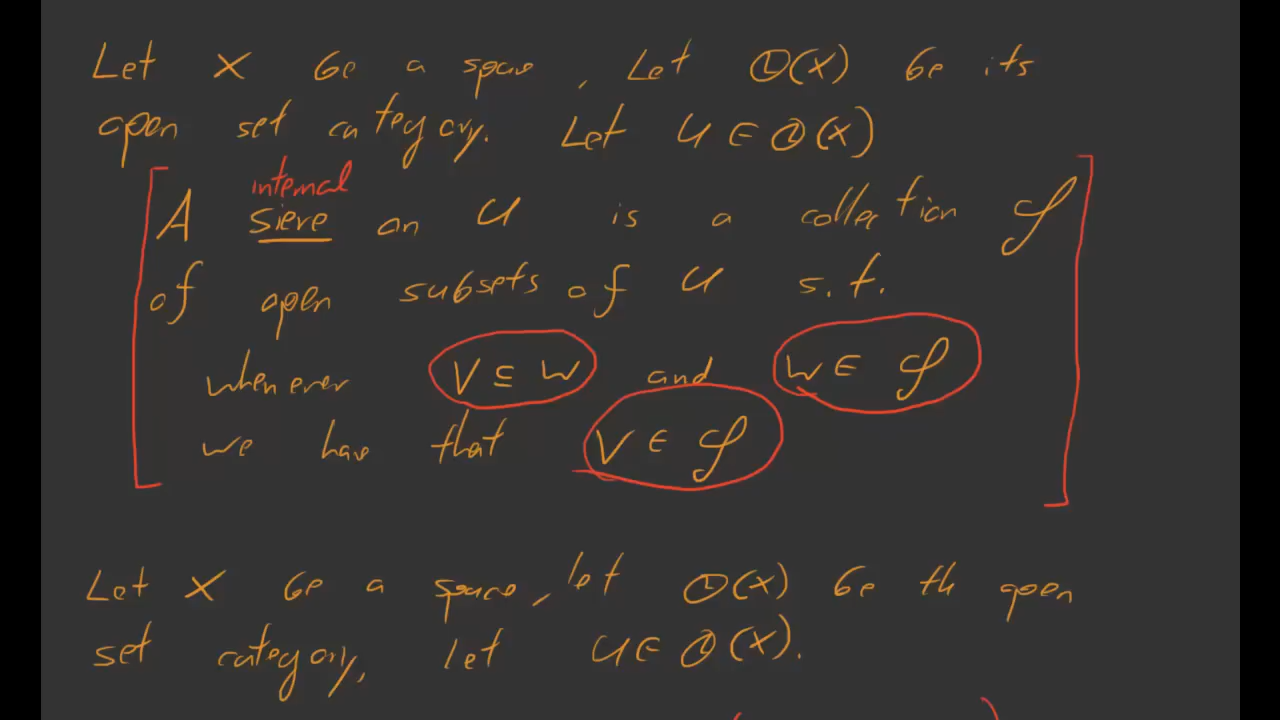 Let X be a space, Let O(X) be its
open set category. Let U ∈ O(X)
internal
A sieve on U is a collection 𝒮
of open subsets of U s.t.
whenever V ⊆ W and W ∈ 𝒮
we have that V ∈ 𝒮
Let X be a space, let O(X) be th open
set category, let U ∈ O(X).